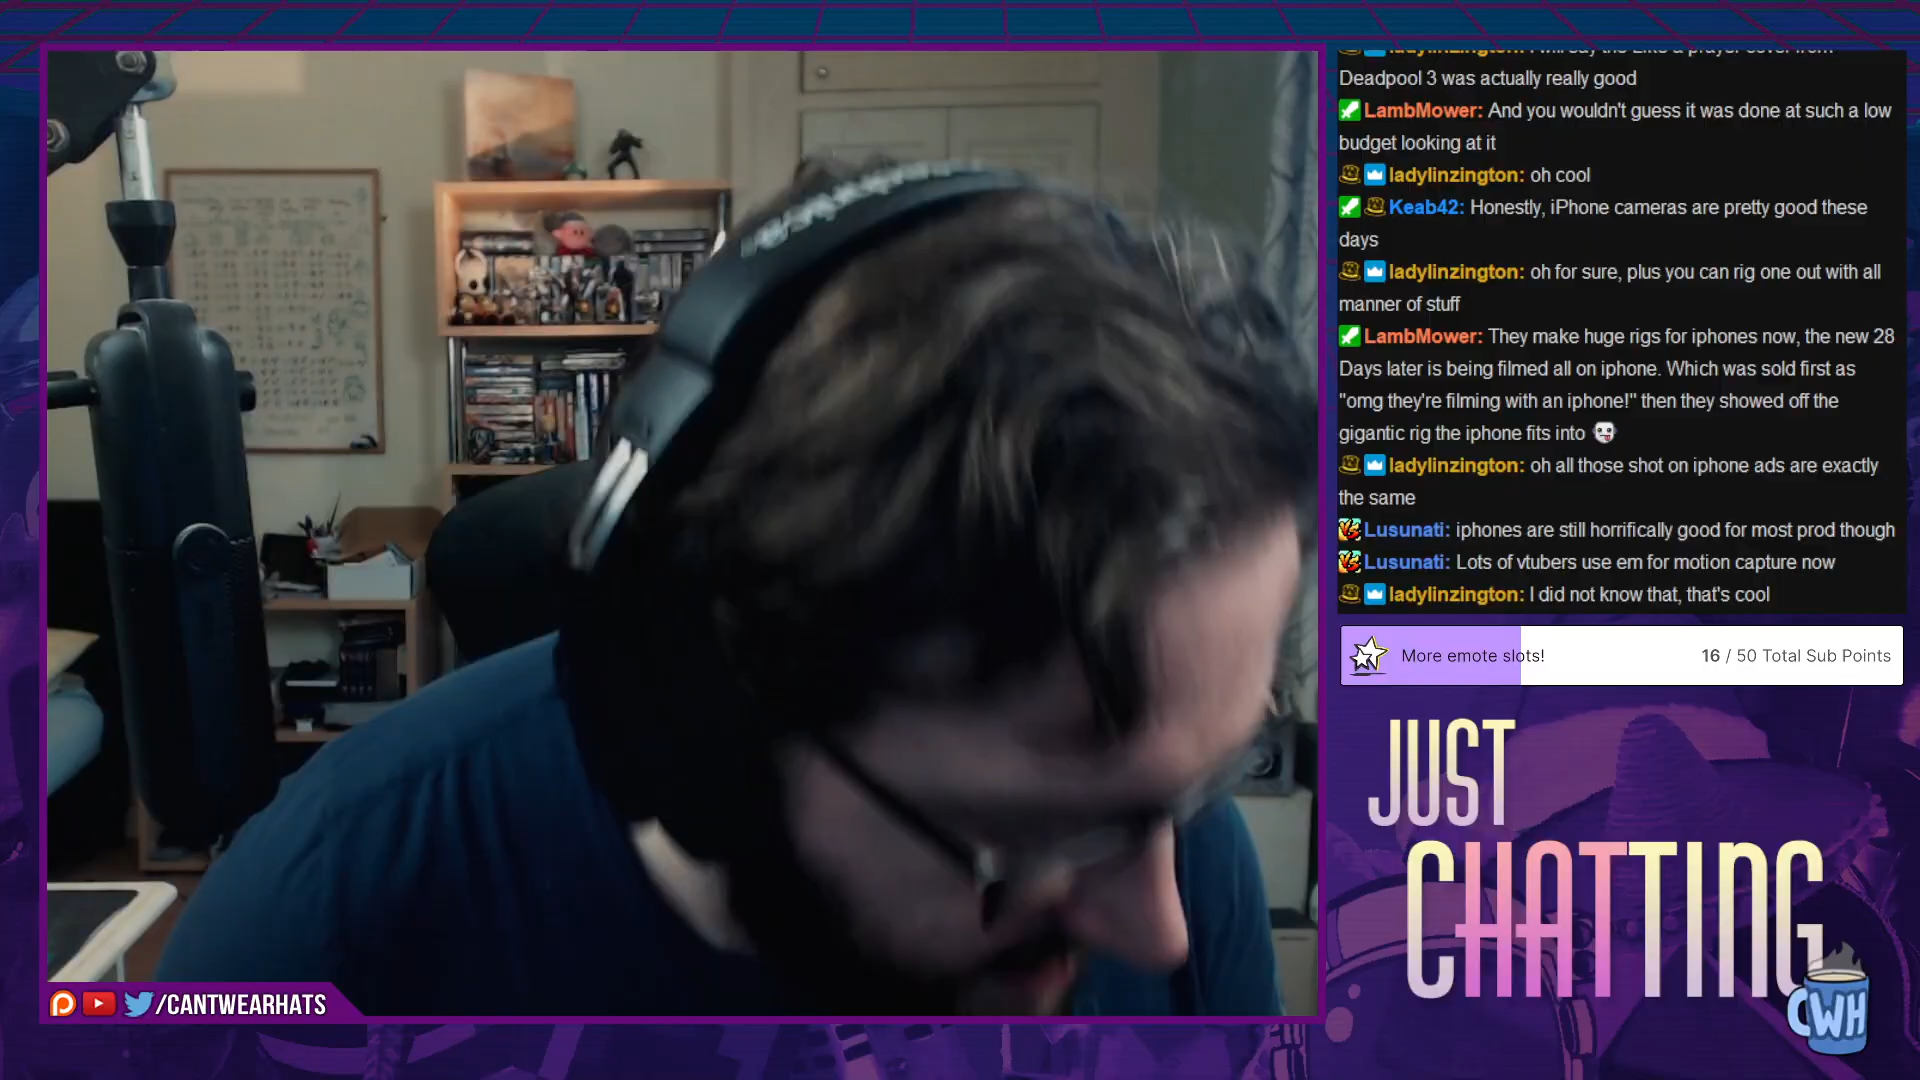 Deadpool 3 was actually really good
LambMower: And you wouldn't guess it was done at such a low
budget looking at it
ladylinzington: oh cool
Keab42: Honestly, iPhone cameras are pretty good these
days
ladylinzington: oh for sure, plus you can rig one out with all
manner of stuff
LambMower: They make huge rigs for iphones now, the new 28
Days later is being filmed all on iphone. Which was sold first as
"omg they're filming with an iphone!" then they showed off the
gigantic rig the iphone fits into
ladylinzington: oh all those shot on iphone ads are exactly
the same
Lusunati: iphones are still horrifically good for most prod though
Lusunati: Lots of vtubers use em for motion capture now
ladylinzington: I did not know that, that's cool
More emote slots! 16 / 50 Total Sub Points
JUST
CHATTING
CWH
/CANTWEARHATS